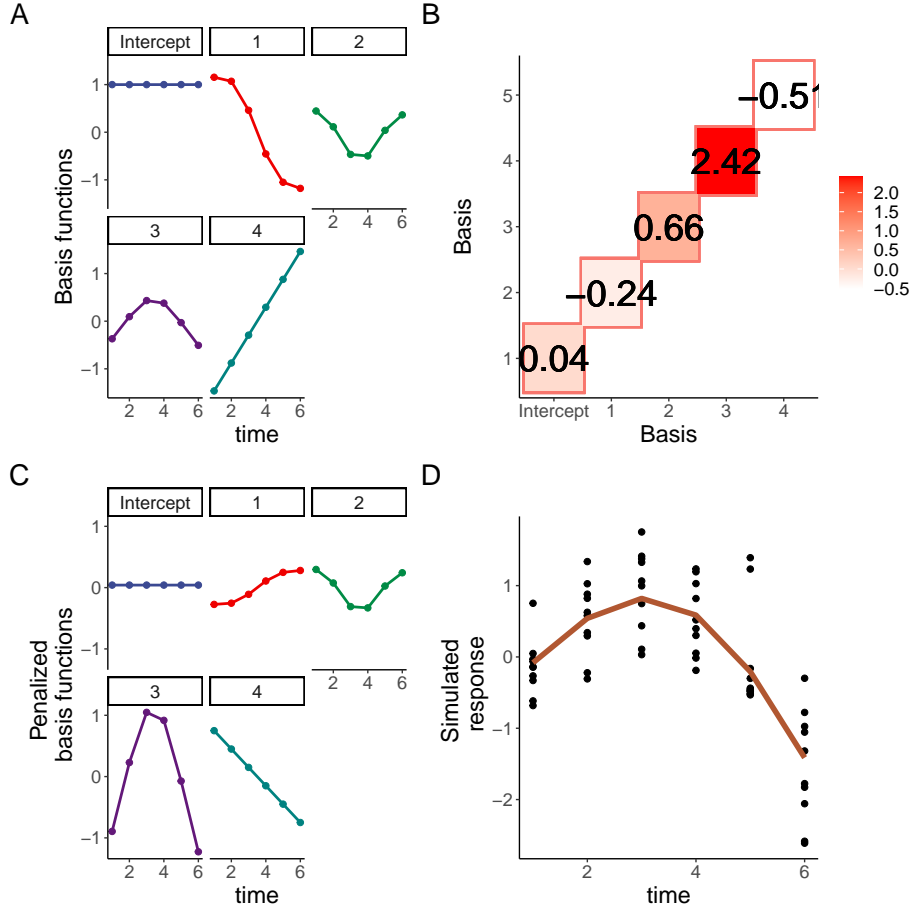 A
Intercept 1 2
1
0
−1
2 4 6
3 4
1
0
−1
2 4 6 2 4 6
time
Basis functions
B
5
4
3
2
1
−0.51
2.42
0.66
−0.24
0.04
Intercept 1 2 3 4
Basis
Basis
2.0
1.5
1.0
0.5
0.0
−0.5
C
Intercept 1 2
1
0
−1
2 4 6
3 4
1
0
−1
2 4 6 2 4 6
time
Penalized
basis functions
D
1
0
−1
−2
2 4 6
time
Simulated
response